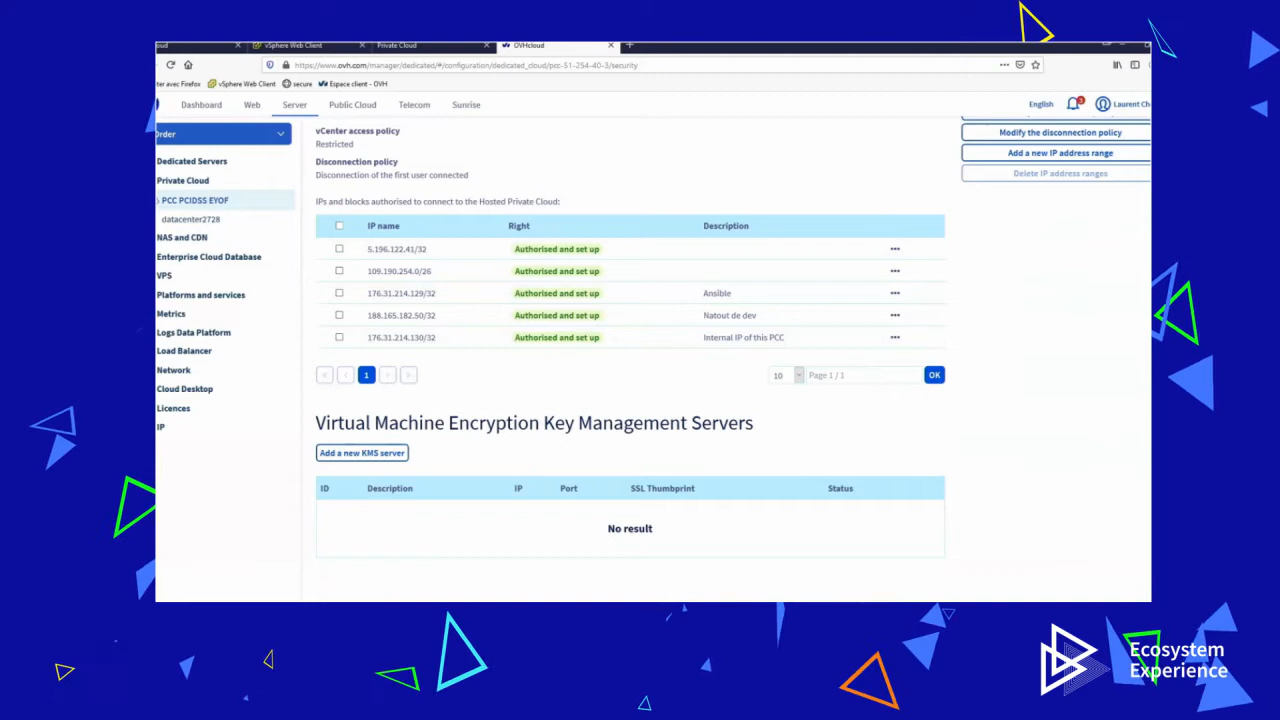 oud
vSphere Web Client
Private Cloud
OVHcloud
https://www.ovh.com/manager/dedicated/#/configuration/dedicated_cloud/pcc-51-254-40-3/security
ter avec Firefox
vSphere Web Client
secure
Espace client - OVH
Dashboard
Web
Server
Public Cloud
Telecom
Sunrise
English
3
Laurent Ch
Order
Dedicated Servers
Private Cloud
PCC PCIDSS EYOF
datacenter2728
NAS and CDN
Enterprise Cloud Database
VPS
Platforms and services
Metrics
Logs Data Platform
Load Balancer
Network
Cloud Desktop
Licences
IP
vCenter access policy
Restricted
Disconnection policy
Disconnection of the first user connected
Modify the disconnection policy
Add a new IP address range
Delete IP address ranges
IPs and blocks authorised to connect to the Hosted Private Cloud:
IP name Right Description
5.196.122.41/32 Authorised and set up •••
109.190.254.0/26 Authorised and set up •••
176.31.214.129/32 Authorised and set up Ansible •••
188.165.182.50/32 Authorised and set up Natout de dev •••
176.31.214.130/32 Authorised and set up Internal IP of this PCC •••
« ‹ 1 › » 10 Page 1 / 1 OK
Virtual Machine Encryption Key Management Servers
Add a new KMS server
ID Description IP Port SSL Thumbprint Status
No result
Ecosystem
Experience